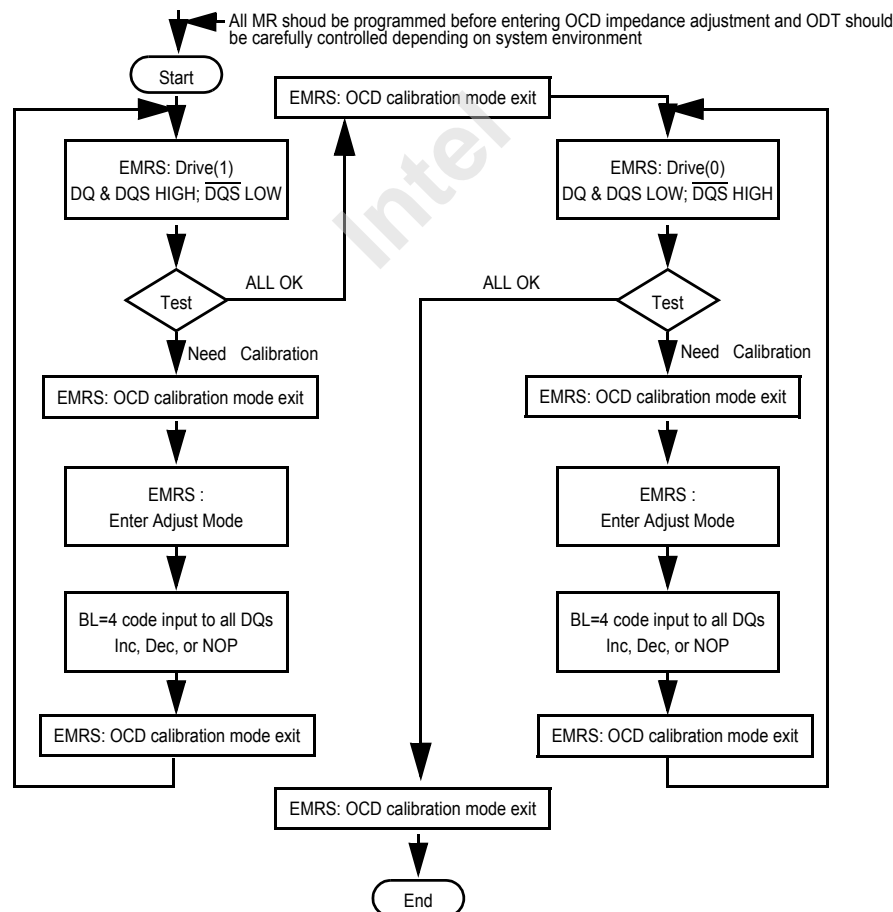 All MR shoud be programmed before entering OCD impedance adjustment and ODT should
be carefully controlled depending on system environment
Start
EMRS: OCD calibration mode exit
EMRS: Drive(1)
DQ & DQS HIGH; DQS LOW
EMRS: Drive(0)
DQ & DQS LOW; DQS HIGH
Intel
Test
ALL OK
ALL OK
Test
Need Calibration
Need Calibration
EMRS: OCD calibration mode exit
EMRS: OCD calibration mode exit
EMRS :
Enter Adjust Mode
EMRS :
Enter Adjust Mode
BL=4 code input to all DQs
Inc, Dec, or NOP
BL=4 code input to all DQs
Inc, Dec, or NOP
EMRS: OCD calibration mode exit
EMRS: OCD calibration mode exit
EMRS: OCD calibration mode exit
End